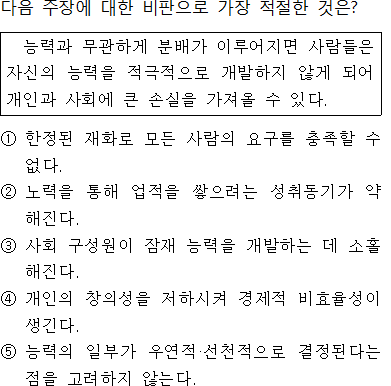 다음 주장에 대한 비판으로 가장 적절한 것은?
능력과 무관하게 분배가 이루어지면 사람들은
자신의 능력을 적극적으로 개발하지 않게 되어
개인과 사회에 큰 손실을 가져올 수 있다.
① 한정된 재화로 모든 사람의 요구를 충족할 수
없다.
② 노력을 통해 업적을 쌓으려는 성취동기가 약
해진다.
③ 사회 구성원이 잠재 능력을 개발하는 데 소홀
해진다.
④ 개인의 창의성을 저하시켜 경제적 비효율성이
생긴다.
⑤ 능력의 일부가 우연적·선천적으로 결정된다는
점을 고려하지 않는다.